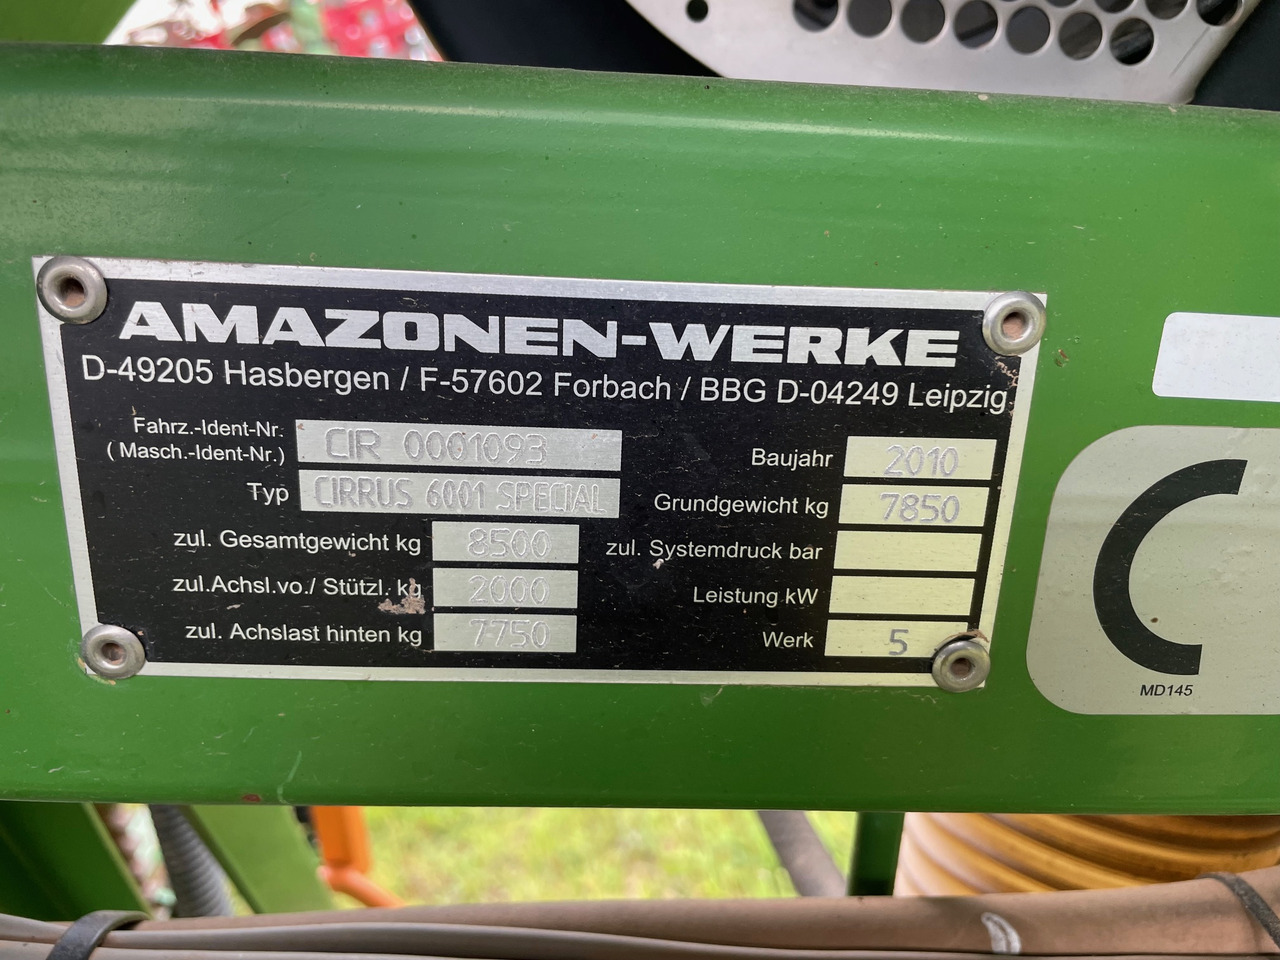 AMAZONEN-WERKE
D-49205 Hasbergen / F-57602 Forbach / BBG D-04249 Leipzig
Fahrz.-Ident-Nr.
( Masch.-Ident-Nr.) CIR 0001093
Typ CIRRUS 6001 SPECIAL
zul. Gesamtgewicht kg 8500
zul.Achsl.vo./ Stützl. kg 2000
zul. Achslast hinten kg 7750
Baujahr 2010
Grundgewicht kg 7850
zul. Systemdruck bar
Leistung kW
Werk 5
MD145